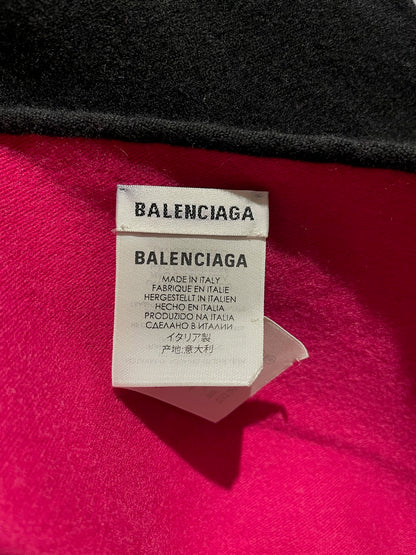 BALENCIAGA
BALENCIAGA
MADE IN ITALY
FABRIQUE EN ITALIE
HERGESTELLT IN ITALIEN
HECHO EN ITALIA
PRODUZIDO NA ITALIA
СДЕЛАНО В ИТАЛИИ
イタリア製
产地:意大利